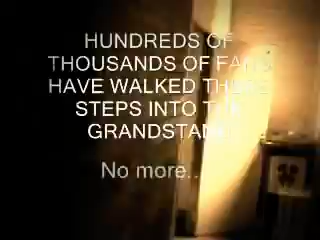 HUNDREDS OF
THOUSANDS OF FANS
HAVE WALKED THESE
STEPS INTO THE
GRANDSTAND
No more...